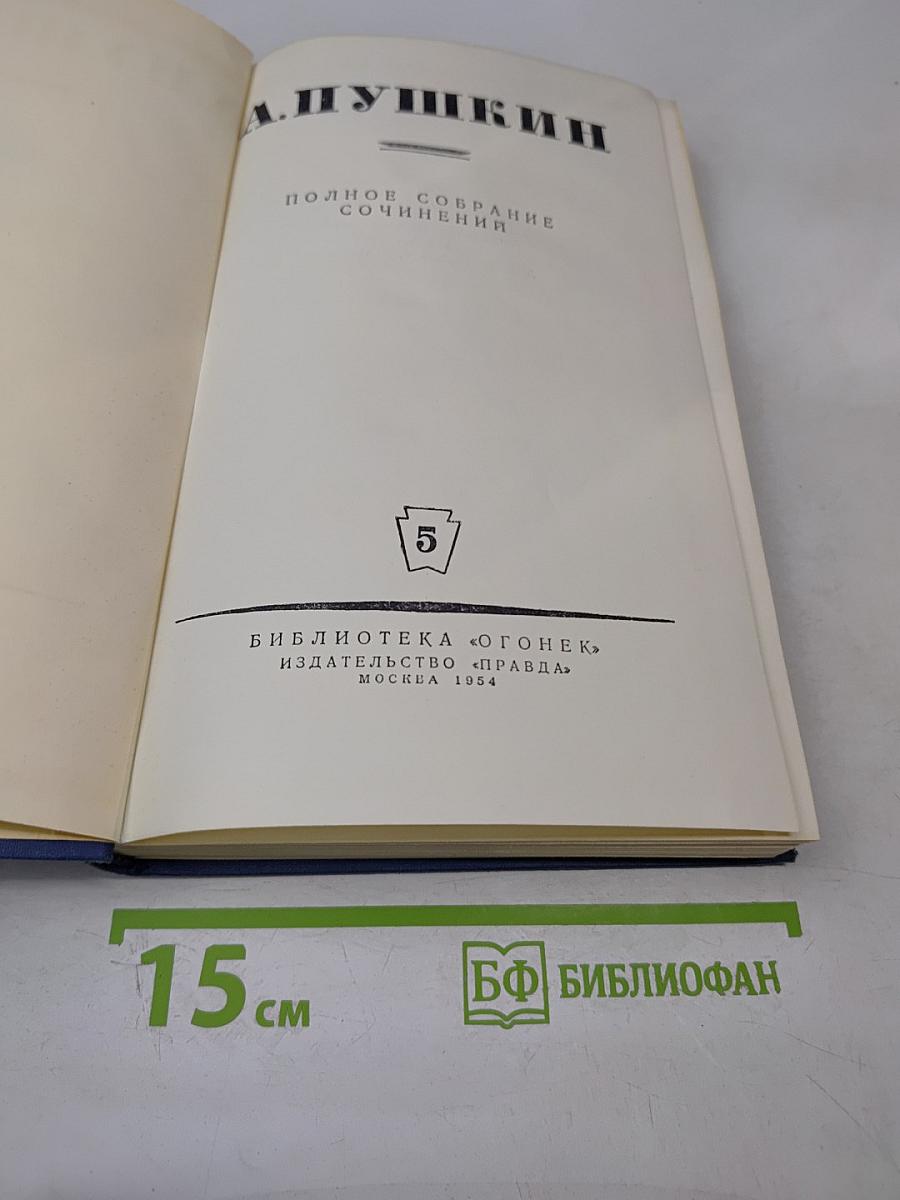 А. ПУШКИН
ПОЛНОЕ СОБРАНИЕ
СОЧИНЕНИЙ
5
БИБЛИОТЕКА «ОГОНЕК»
ИЗДАТЕЛЬСТВО «ПРАВДА»
МОСКВА 1954
15 см
БФ БИБЛИОФАН